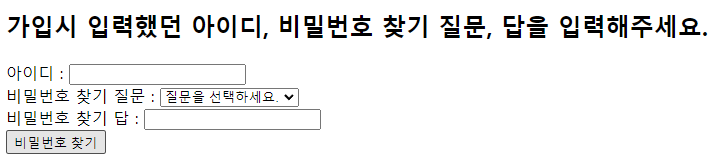 가입시 입력했던 아이디, 비밀번호 찾기 질문, 답을 입력해주세요.
아이디 :
비밀번호 찾기 질문 : 질문을 선택하세요.
비밀번호 찾기 답 :
비밀번호 찾기